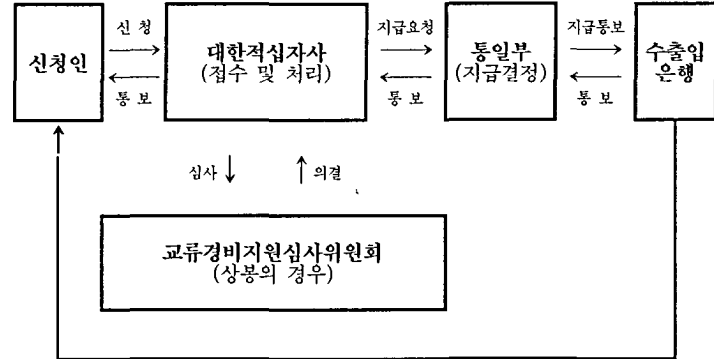 신청인
신 청
통 보
대한적십자사
(접수 및 처리)
지급요청
통 보
통일부
(지급결정)
지급통보
통 보
수출입
은행
심사
의결
교류경비지원심사위원회
(상봉의 경우)